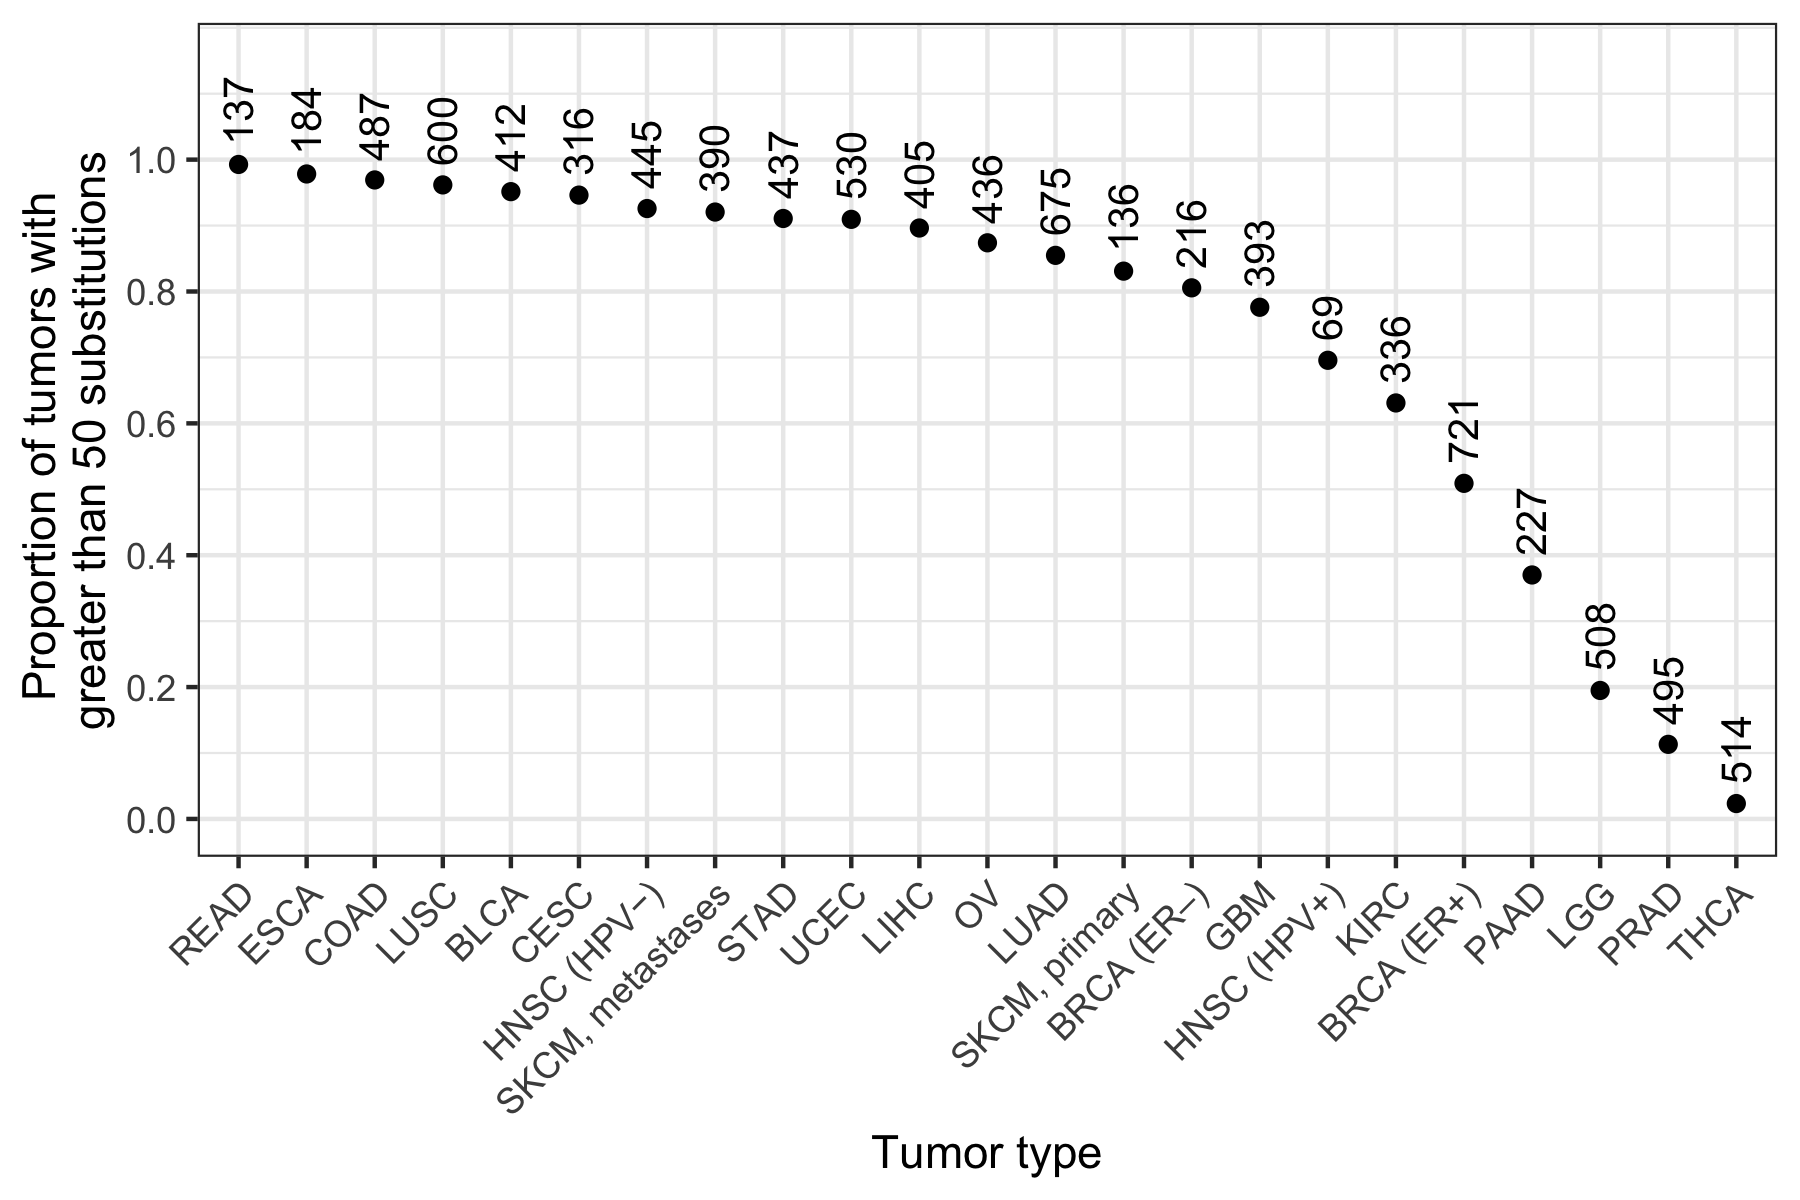 Proportion of tumors with
greater than 50 substitutions
1.0
0.8
0.6
0.4
0.2
0.0
137
184
487
600
412
316
445
390
437
530
405
436
675
136
216
393
69
336
721
227
508
495
514
READ
ESCA
COAD
LUSC
BLCA
CESC
HNSC (HPV−)
SKCM, metastases
STAD
UCEC
LIHC
OV
LUAD
SKCM, primary
BRCA (ER−)
GBM
HNSC (HPV+)
KIRC
BRCA (ER+)
PAAD
LGG
PRAD
THCA
Tumor type